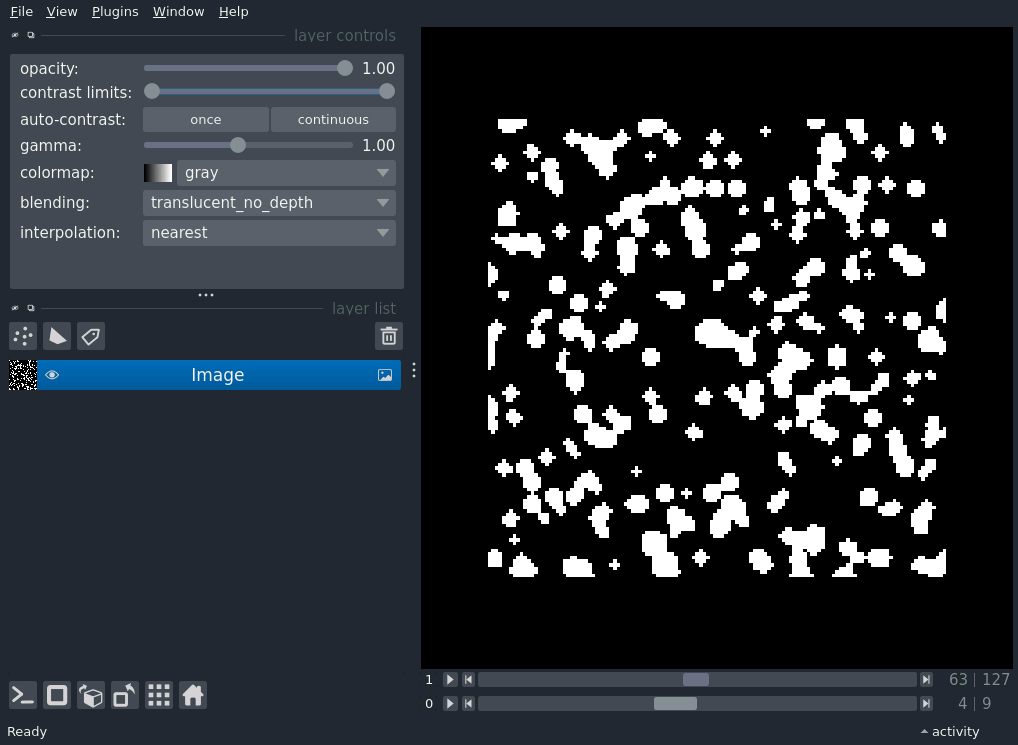 File View Plugins Window Help
layer controls
opacity: 1.00
contrast limits:
auto-contrast: once continuous
gamma: 1.00
colormap: gray
blending: translucent_no_depth
interpolation: nearest
layer list
Image
1 63 | 127
0 4 | 9
Ready activity